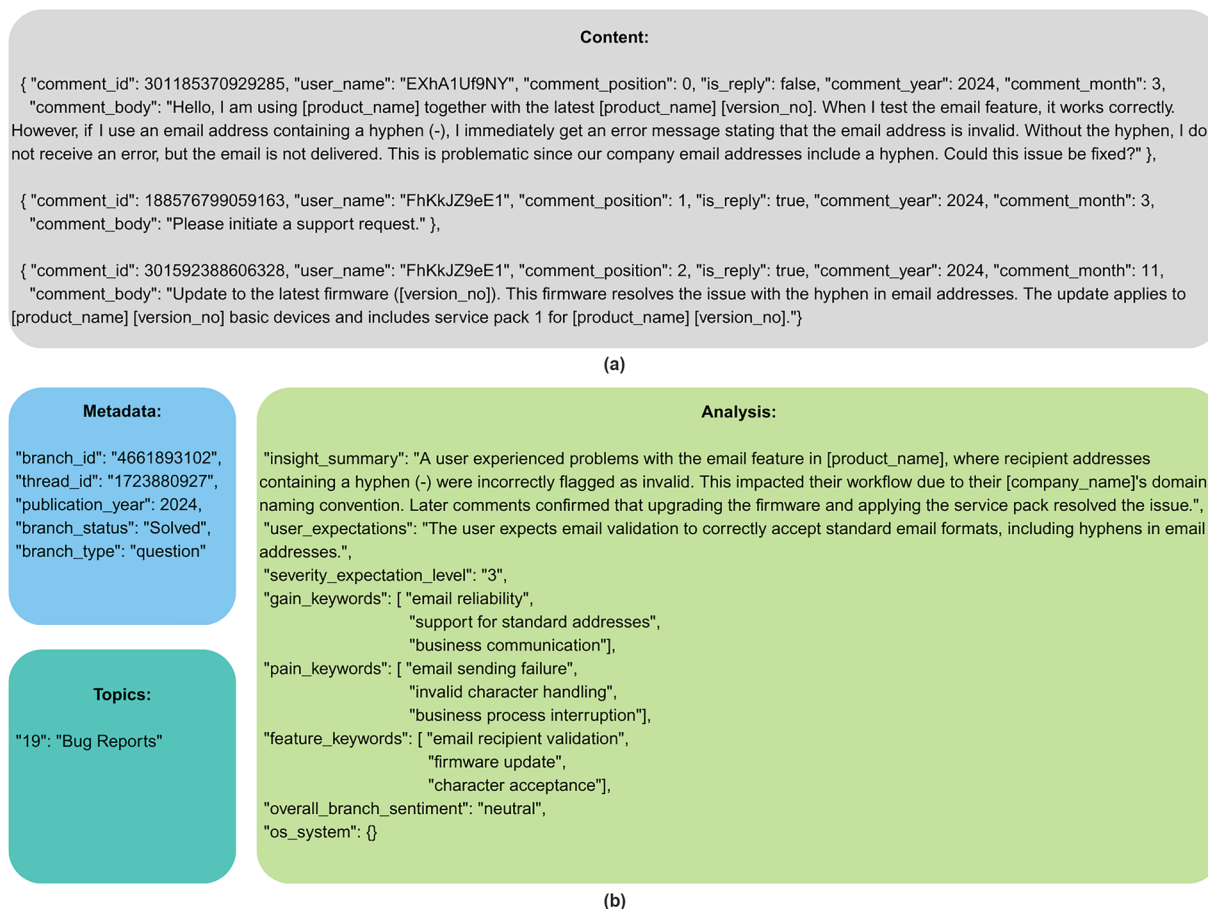 Content:
{ "comment_id": 301185370929285, "user_name": "EXhA1Uf9NY", "comment_position": 0, "is_reply": false, "comment_year": 2024, "comment_month": 3,
"comment_body": "Hello, I am using [product_name] together with the latest [product_name] [version_no]. When I test the email feature, it works correctly.
However, if I use an email address containing a hyphen (-), I immediately get an error message stating that the email address is invalid. Without the hyphen, I do
not receive an error, but the email is not delivered. This is problematic since our company email addresses include a hyphen. Could this issue be fixed?" },
{ "comment_id": 188576799059163, "user_name": "FhKkJZ9eE1", "comment_position": 1, "is_reply": true, "comment_year": 2024, "comment_month": 3,
"comment_body": "Please initiate a support request." },
{ "comment_id": 301592388606328, "user_name": "FhKkJZ9eE1", "comment_position": 2, "is_reply": true, "comment_year": 2024, "comment_month": 11,
"comment_body": "Update to the latest firmware ([version_no]). This firmware resolves the issue with the hyphen in email addresses. The update applies to
[product_name] [version_no] basic devices and includes service pack 1 for [product_name] [version_no]."}
(a)
Metadata:
"branch_id": "4661893102",
"thread_id": "1723880927",
"publication_year": 2024,
"branch_status": "Solved",
"branch_type": "question"
Topics:
"19": "Bug Reports"
Analysis:
"insight_summary": "A user experienced problems with the email feature in [product_name], where recipient addresses
containing a hyphen (-) were incorrectly flagged as invalid. This impacted their workflow due to their [company_name]'s domain
naming convention. Later comments confirmed that upgrading the firmware and applying the service pack resolved the issue.",
"user_expectations": "The user expects email validation to correctly accept standard email formats, including hyphens in email
addresses.",
"severity_expectation_level": "3",
"gain_keywords": [ "email reliability",
"support for standard addresses",
"business communication"],
"pain_keywords": [ "email sending failure",
"invalid character handling",
"business process interruption"],
"feature_keywords": [ "email recipient validation",
"firmware update",
"character acceptance"],
"overall_branch_sentiment": "neutral",
"os_system": {}
(b)